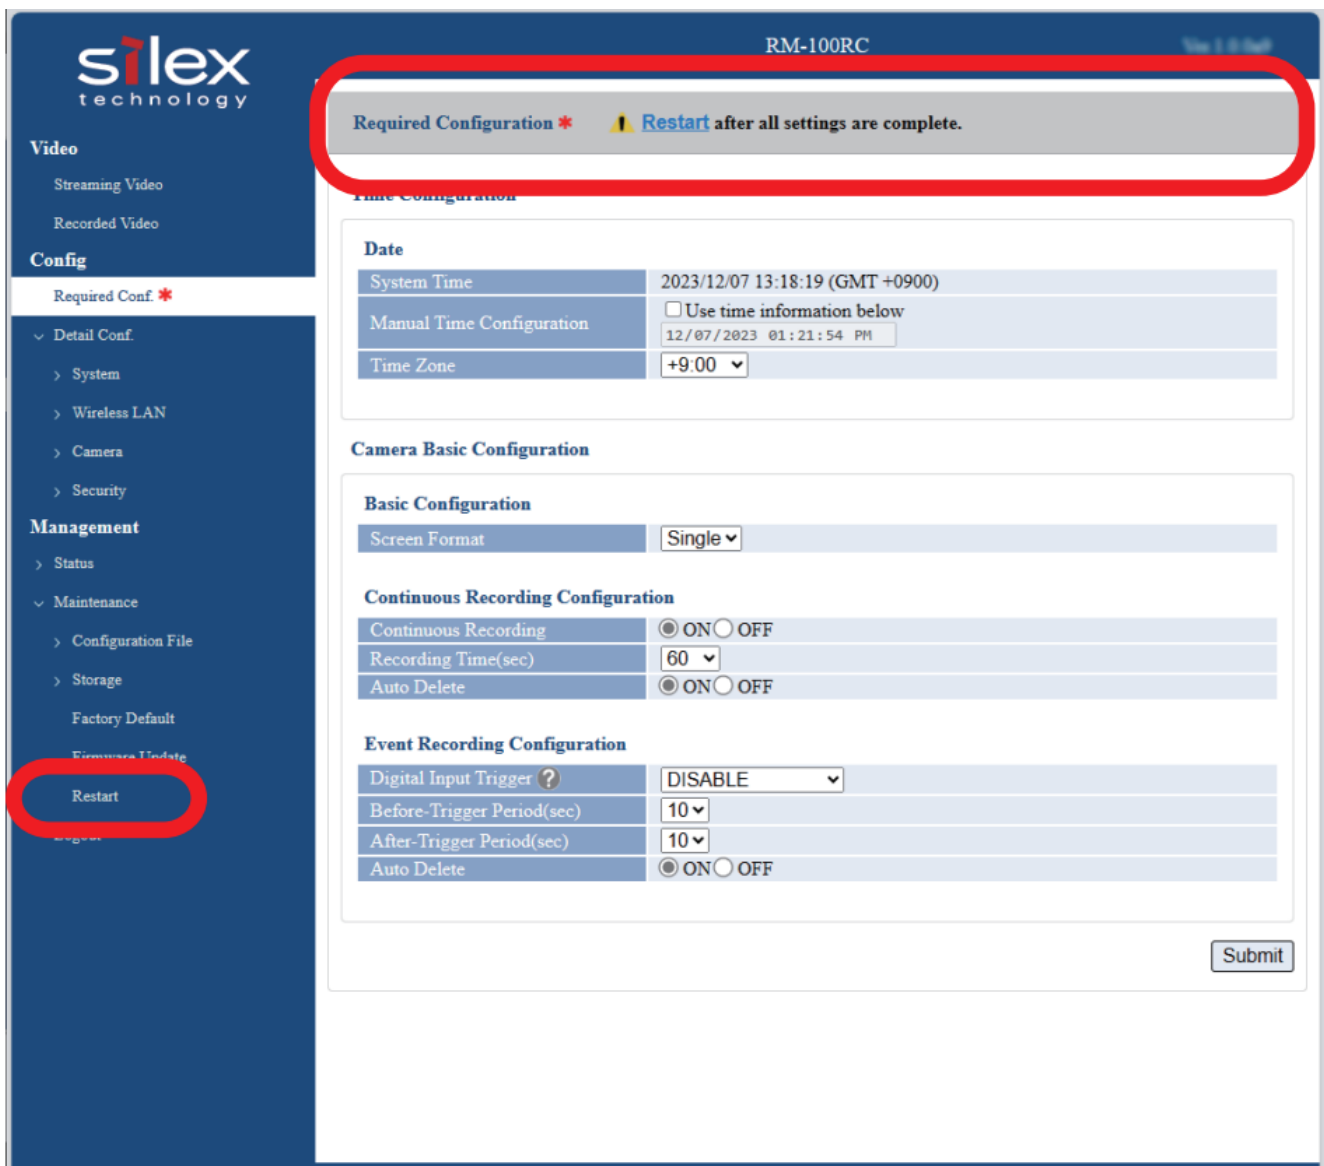 silex
technology
RM-100RC
Required Configuration * Restart after all settings are complete.
Video
Streaming Video
Recorded Video
Config
Required Conf. *
Detail Conf.
System
Wireless LAN
Camera
Security
Management
Status
Maintenance
Configuration File
Storage
Factory Default
Firmware Update
Restart
Logout
Time Configuration
Date
System Time 2023/12/07 13:18:19 (GMT +0900)
Manual Time Configuration Use time information below
12/07/2023 01:21:54 PM
Time Zone +9:00
Camera Basic Configuration
Basic Configuration
Screen Format Single
Continuous Recording Configuration
Continuous Recording ON OFF
Recording Time(sec) 60
Auto Delete ON OFF
Event Recording Configuration
Digital Input Trigger ? DISABLE
Before-Trigger Period(sec) 10
After-Trigger Period(sec) 10
Auto Delete ON OFF
Submit